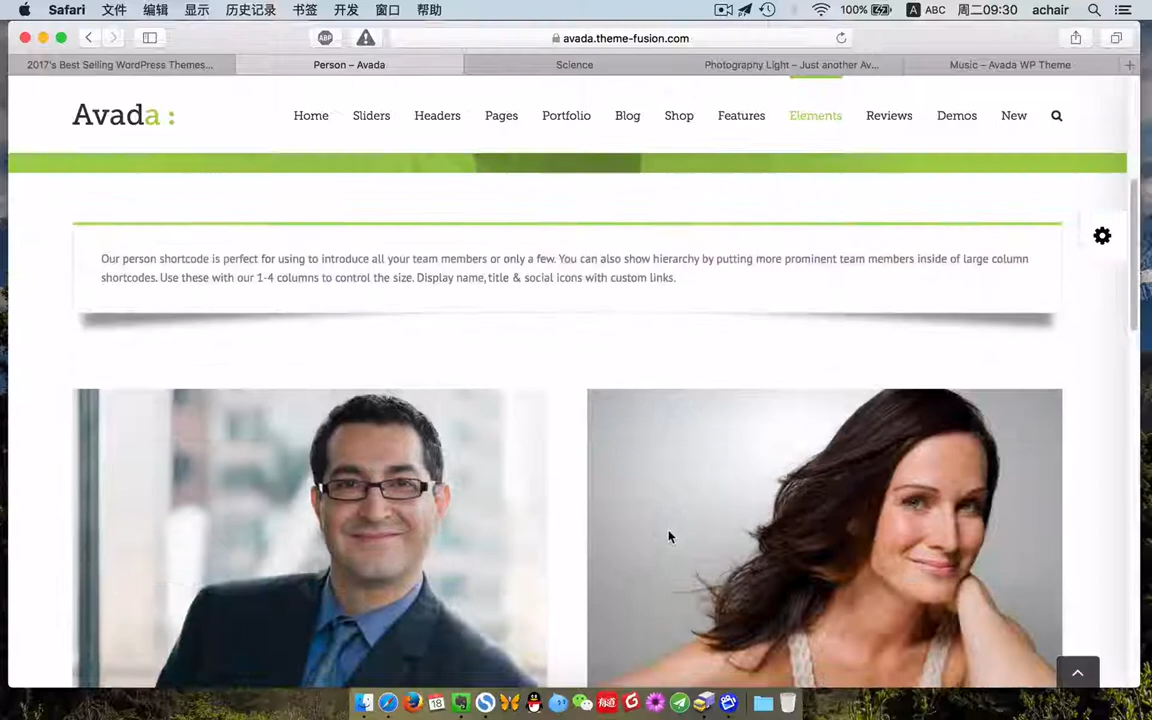 Safari 文件 编辑 显示 历史记录 书签 开发 窗口 帮助 100% A ABC 周二09:30 achair
ABP avada.theme-fusion.com
2017's Best Selling WordPress Themes... Person – Avada Science Photography Light – Just another Av... Music – Avada WP Theme
Avada : Home Sliders Headers Pages Portfolio Blog Shop Features Elements Reviews Demos New
Our person shortcode is perfect for using to introduce all your team members or only a few. You can also show hierarchy by putting more prominent team members inside of large column
shortcodes. Use these with our 1-4 columns to control the size. Display name, title & social icons with custom links.
18 有道